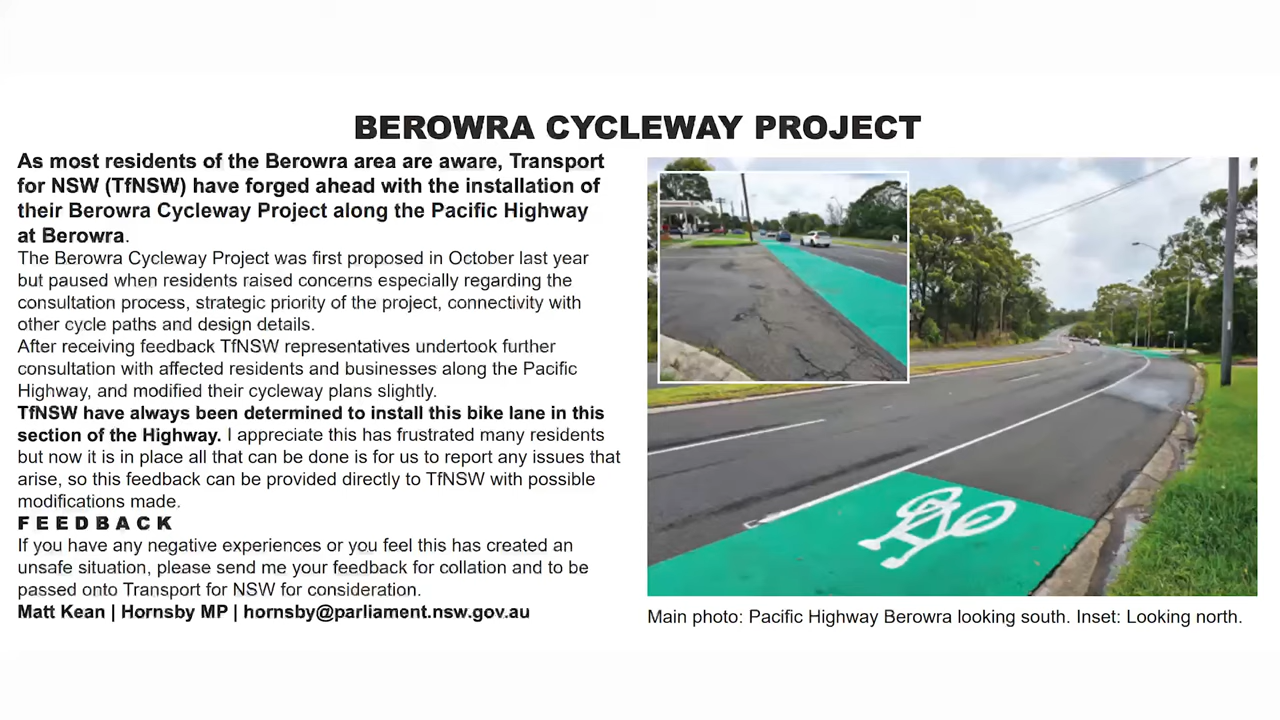 BEROWRA CYCLEWAY PROJECT
As most residents of the Berowra area are aware, Transport
for NSW (TfNSW) have forged ahead with the installation of
their Berowra Cycleway Project along the Pacific Highway
at Berowra.
The Berowra Cycleway Project was first proposed in October last year
but paused when residents raised concerns especially regarding the
consultation process, strategic priority of the project, connectivity with
other cycle paths and design details.
After receiving feedback TfNSW representatives undertook further
consultation with affected residents and businesses along the Pacific
Highway, and modified their cycleway plans slightly.
TfNSW have always been determined to install this bike lane in this
section of the Highway. I appreciate this has frustrated many residents
but now it is in place all that can be done is for us to report any issues that
arise, so this feedback can be provided directly to TfNSW with possible
modifications made.
FEEDBACK
If you have any negative experiences or you feel this has created an
unsafe situation, please send me your feedback for collation and to be
passed onto Transport for NSW for consideration.
Matt Kean | Hornsby MP | hornsby@parliament.nsw.gov.au
Main photo: Pacific Highway Berowra looking south. Inset: Looking north.